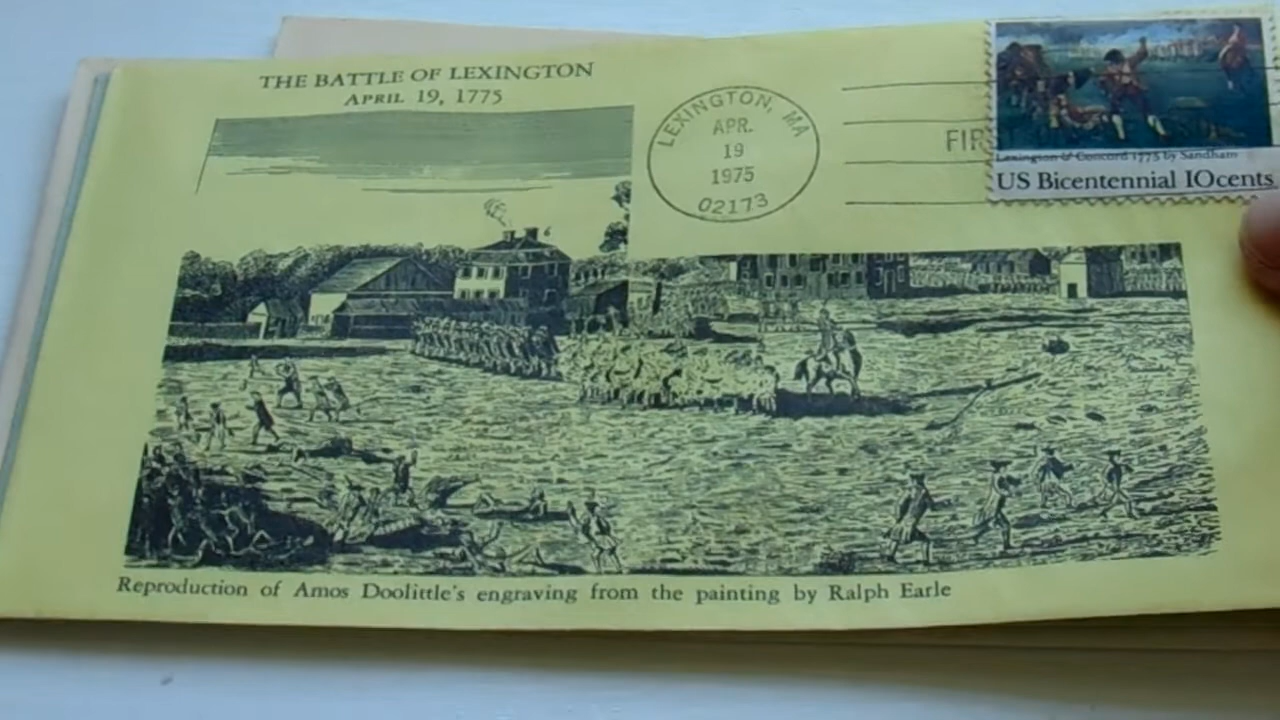 THE BATTLE OF LEXINGTON
APRIL 19, 1775
LEXINGTON, MA
APR.
19
1975
02173
Lexington & Concord 1775 by Sandham
US Bicentennial 10cents
Reproduction of Amos Doolittle's engraving from the painting by Ralph Earle